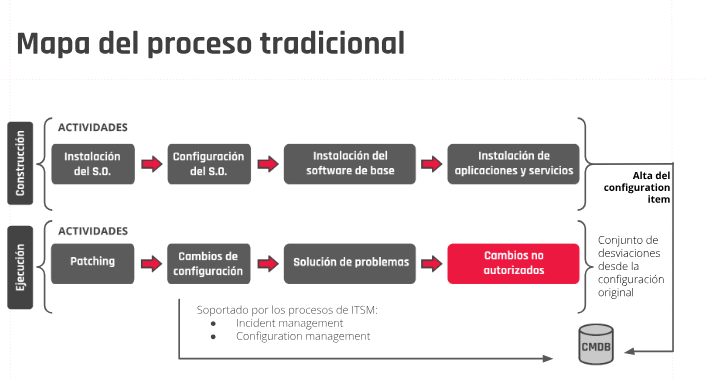 Mapa del proceso tradicional
Construcción
ACTIVIDADES
Instalación
del S.O.
Configuración
del S.O.
Instalación del
software de base
Instalación de
aplicaciones y servicios
Alta del
configuration
item
Ejecución
ACTIVIDADES
Patching
Cambios de
configuración
Solución de problemas
Cambios no
autorizados
Conjunto de
desviaciones
desde la
configuración
original
Soportado por los procesos de ITSM:
● Incident management
● Configuration management
CMDB